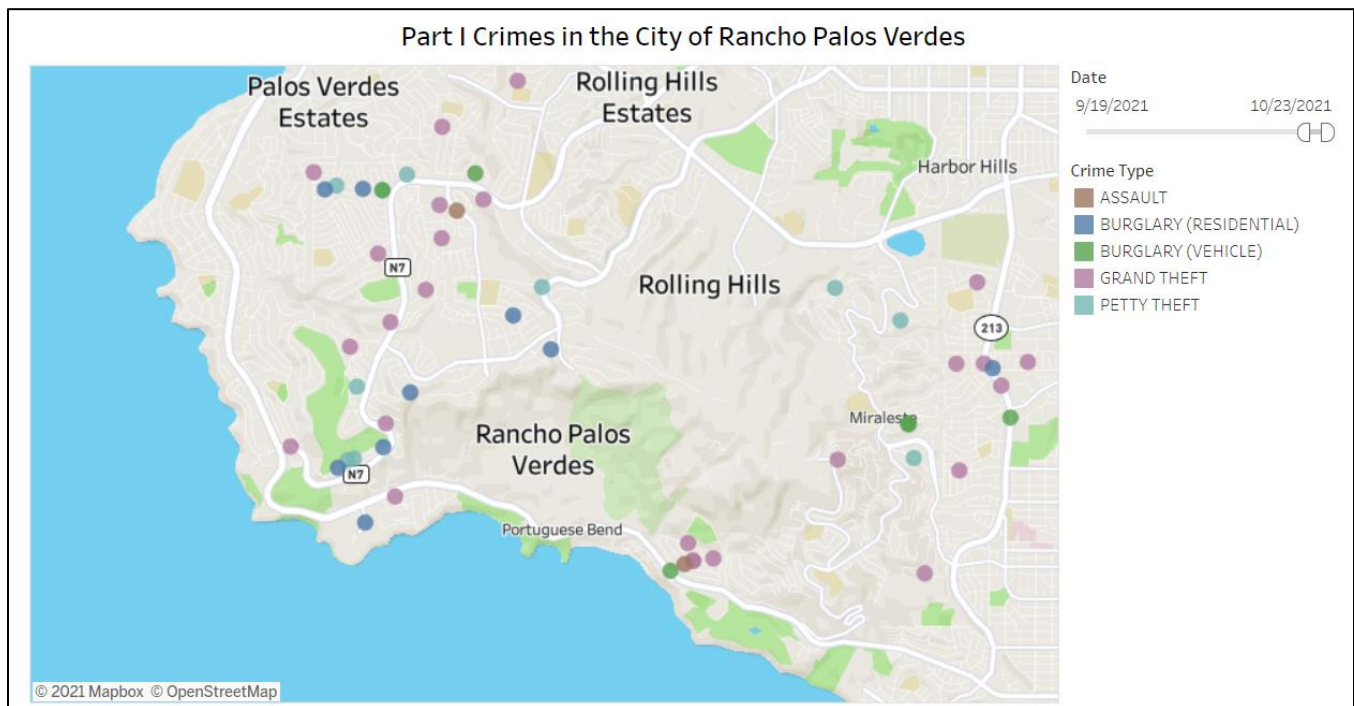 Part I Crimes in the City of Rancho Palos Verdes
Palos Verdes
Estates
Rolling Hills
Estates
Harbor Hills
N7
Rolling Hills
213
Miraleste
Rancho Palos
Verdes
N7
Portuguese Bend
© 2021 Mapbox © OpenStreetMap
Date
9/19/2021 10/23/2021
Crime Type
ASSAULT
BURGLARY (RESIDENTIAL)
BURGLARY (VEHICLE)
GRAND THEFT
PETTY THEFT